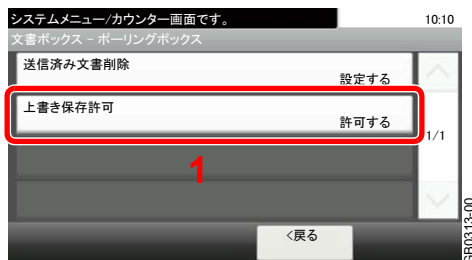 システムメニュー/カウンター画面です。
10:10
文書ボックス - ポーリングボックス
送信済み文書削除
設定する
上書き保存許可
許可する
1/1
1
<戻る
GB0313-00